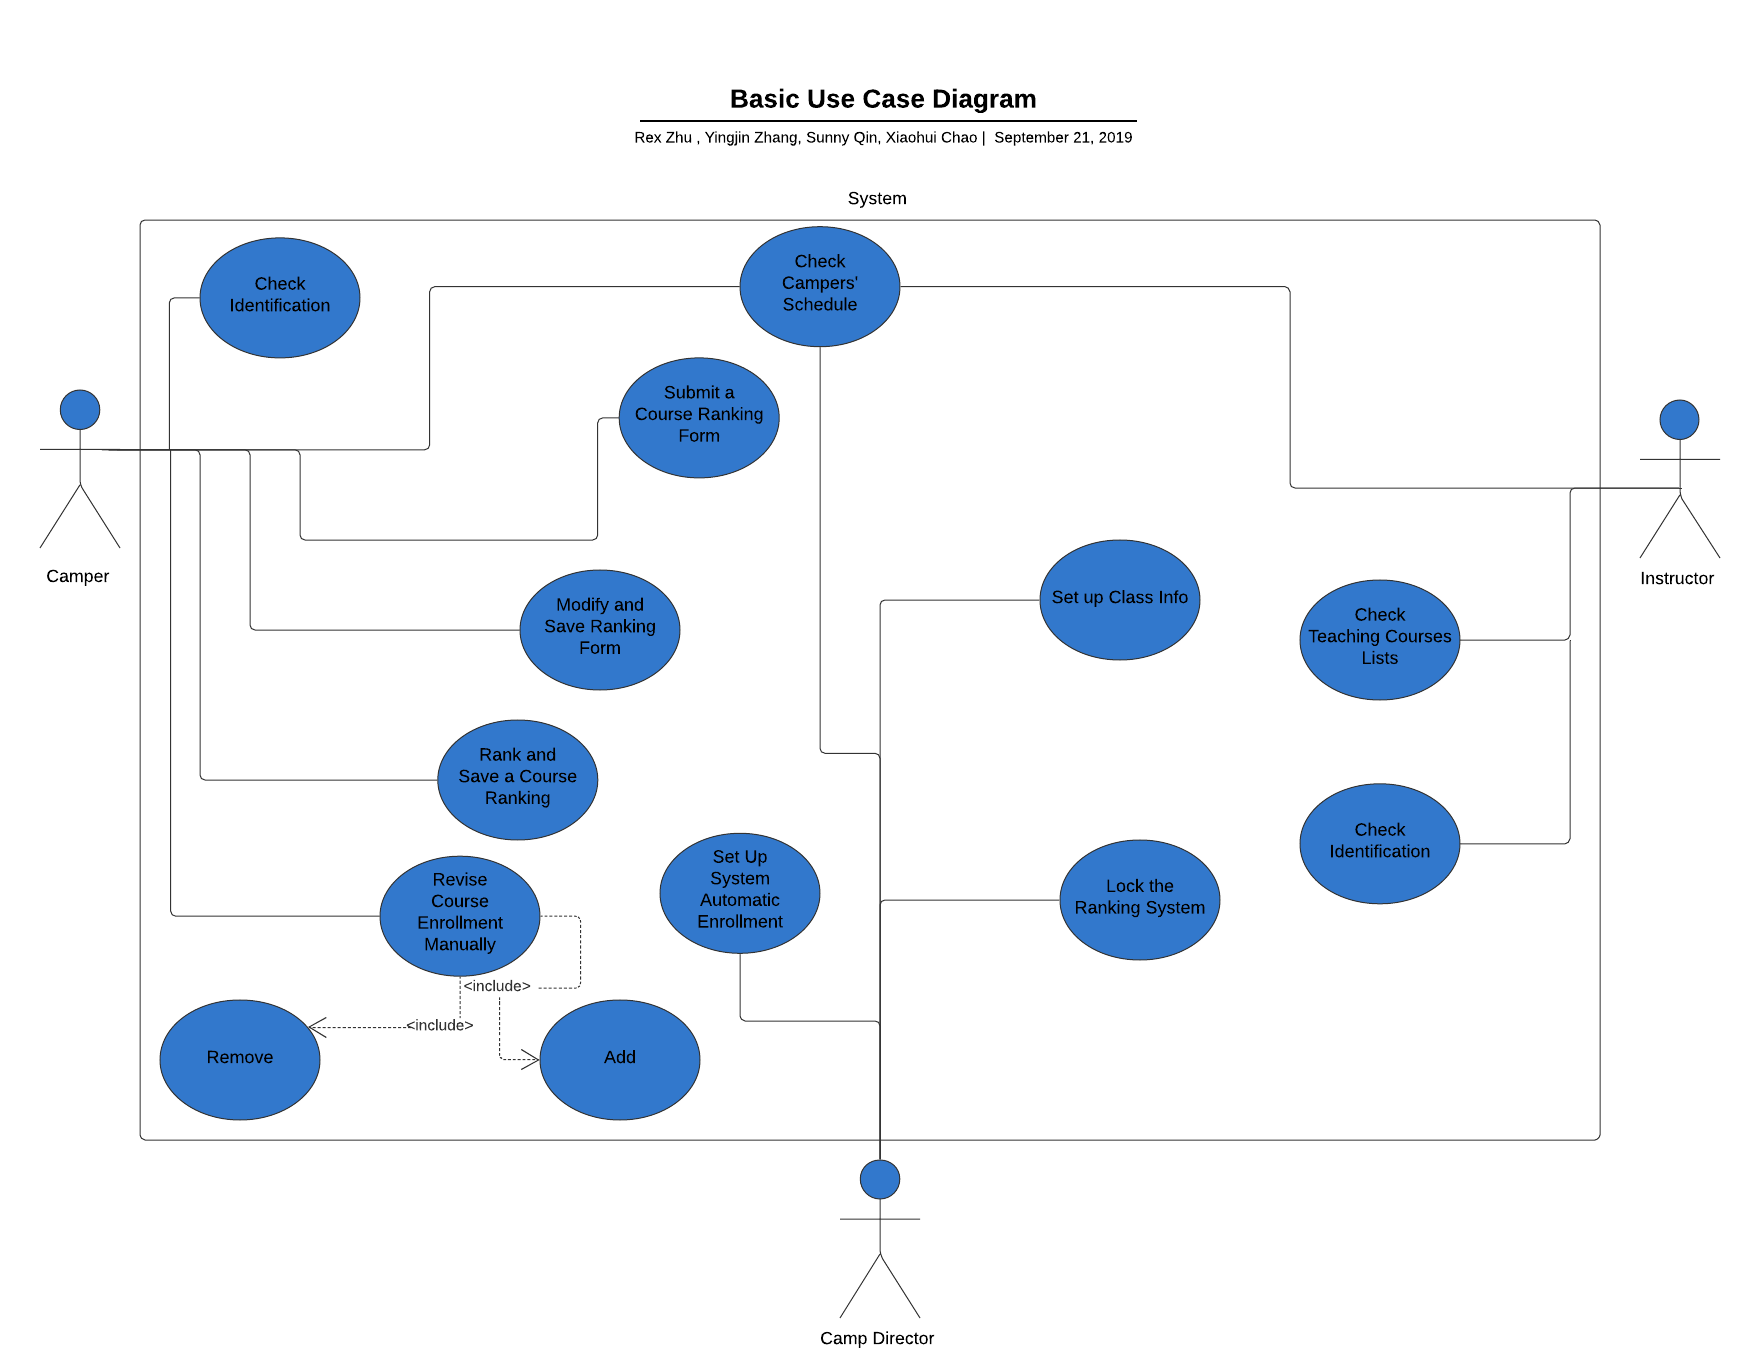 Basic Use Case Diagram
Rex Zhu , Yingjin Zhang, Sunny Qin, Xiaohui Chao |  September 21, 2019
System
Check
Identification
Check
Campers'
Schedule
Submit a
Course Ranking
Form
Camper
Instructor
Modify and
Save Ranking
Form
Set up Class Info
Check
Teaching Courses
Lists
Rank and
Save a Course
Ranking
Check
Identification
Revise
Course
Enrollment
Manually
Set Up
System
Automatic
Enrollment
Lock the
Ranking System
<include>
<include>
Remove
Add
Camp Director